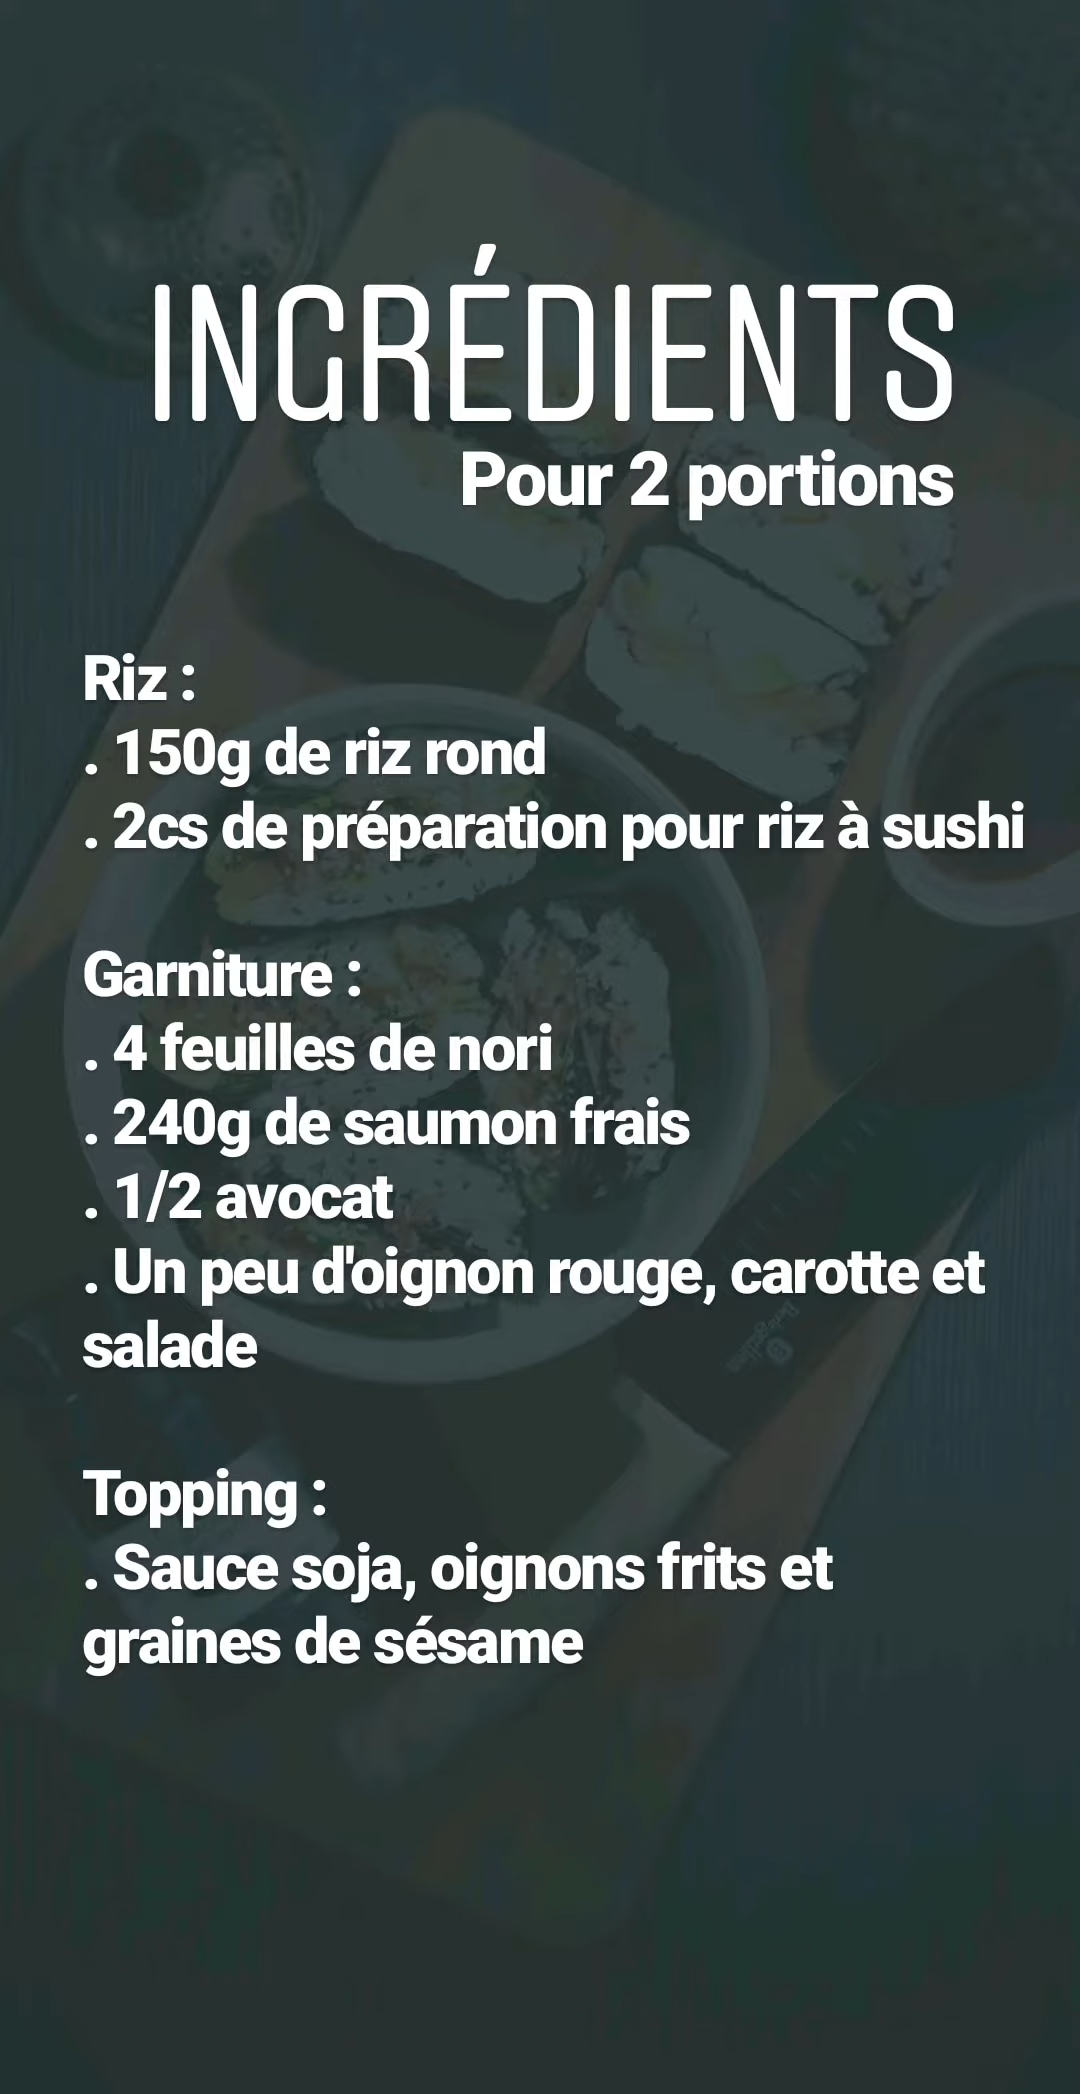 INGRÉDIENTS
Pour 2 portions
Riz :
. 150g de riz rond
. 2cs de préparation pour riz à sushi
Garniture :
. 4 feuilles de nori
. 240g de saumon frais
. 1/2 avocat
. Un peu d'oignon rouge, carotte et
salade
Topping :
. Sauce soja, oignons frits et
graines de sésame